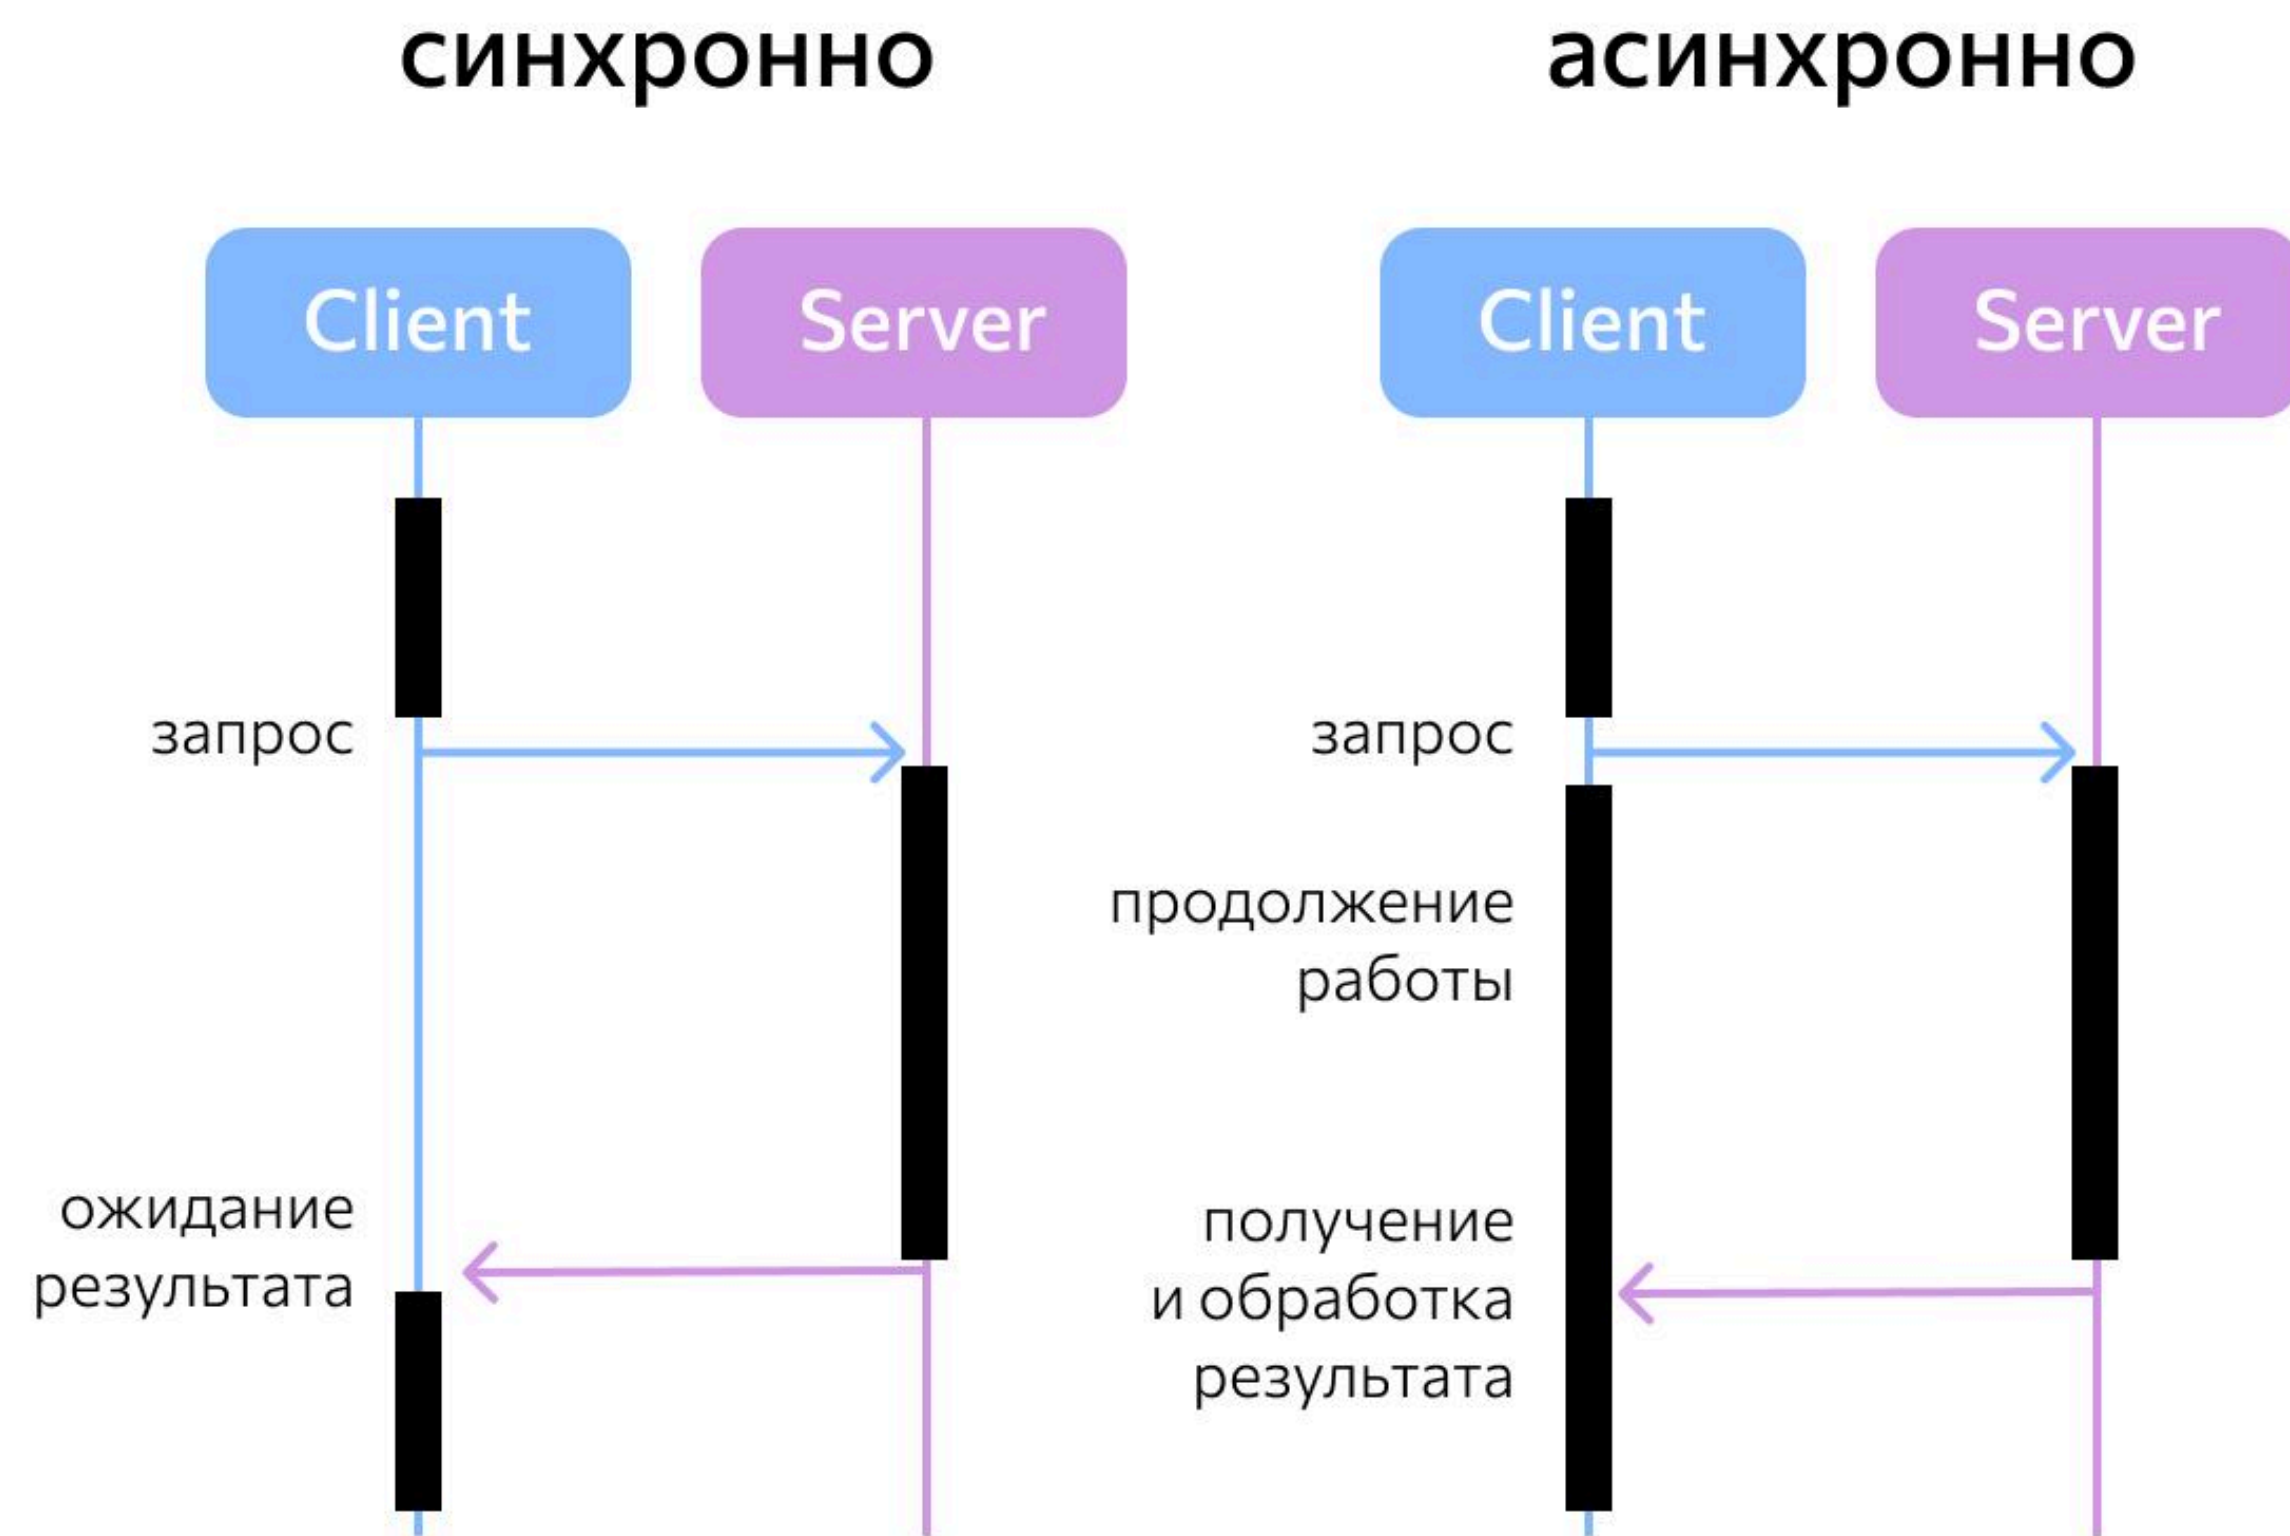 синхронно
Client
Server
запрос
ожидание
результата
асинхронно
Client
Server
запрос
продолжение
работы
получение
и обработка
результата